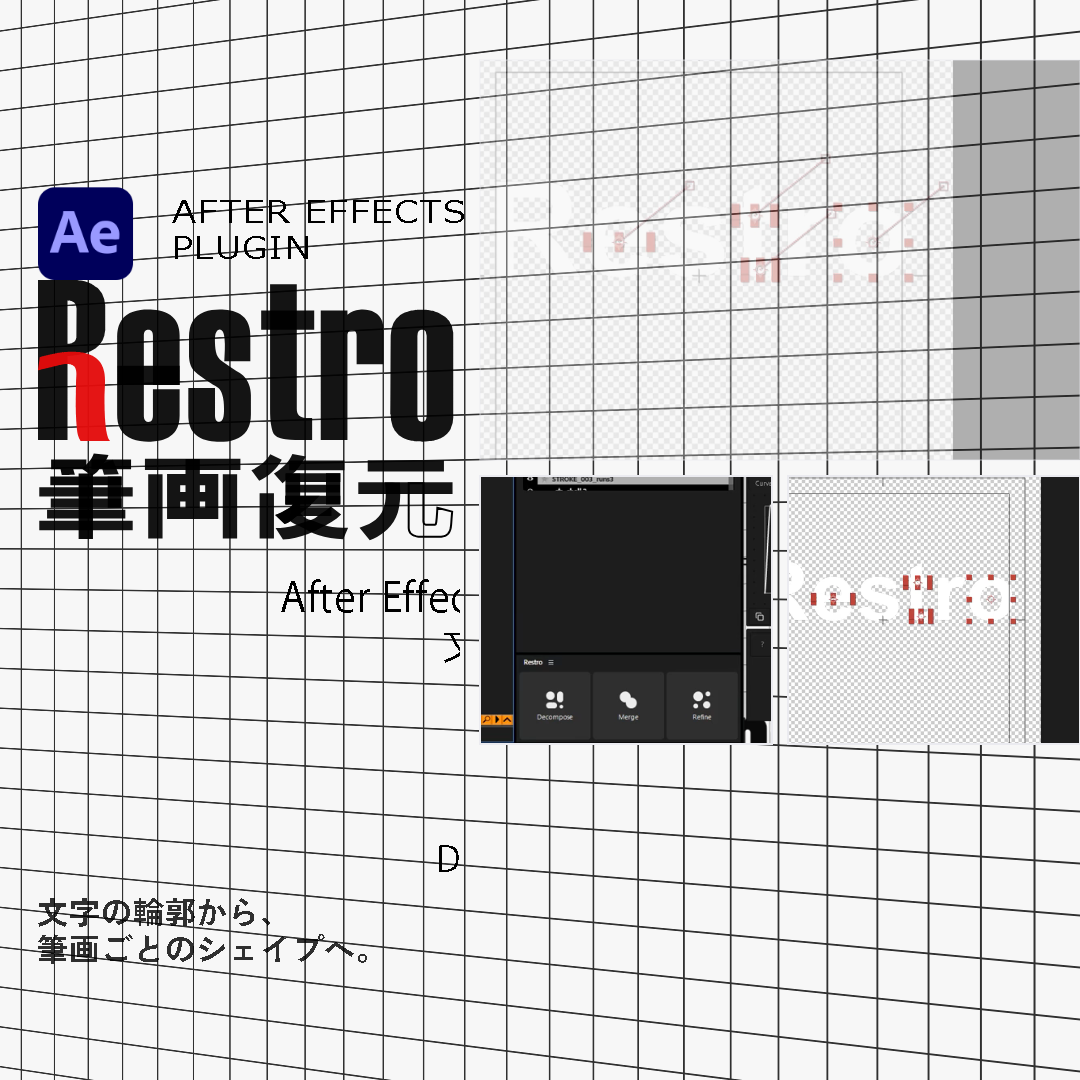 Ae
AFTER EFFECTS
PLUGIN
Restro
筆画復元
After Effec
D
文字の輪郭から、
筆画ごとのシェイプへ。
STROKE_003_runs3
Curv
Restro
Decompose
Merge
Refine
?
Restro